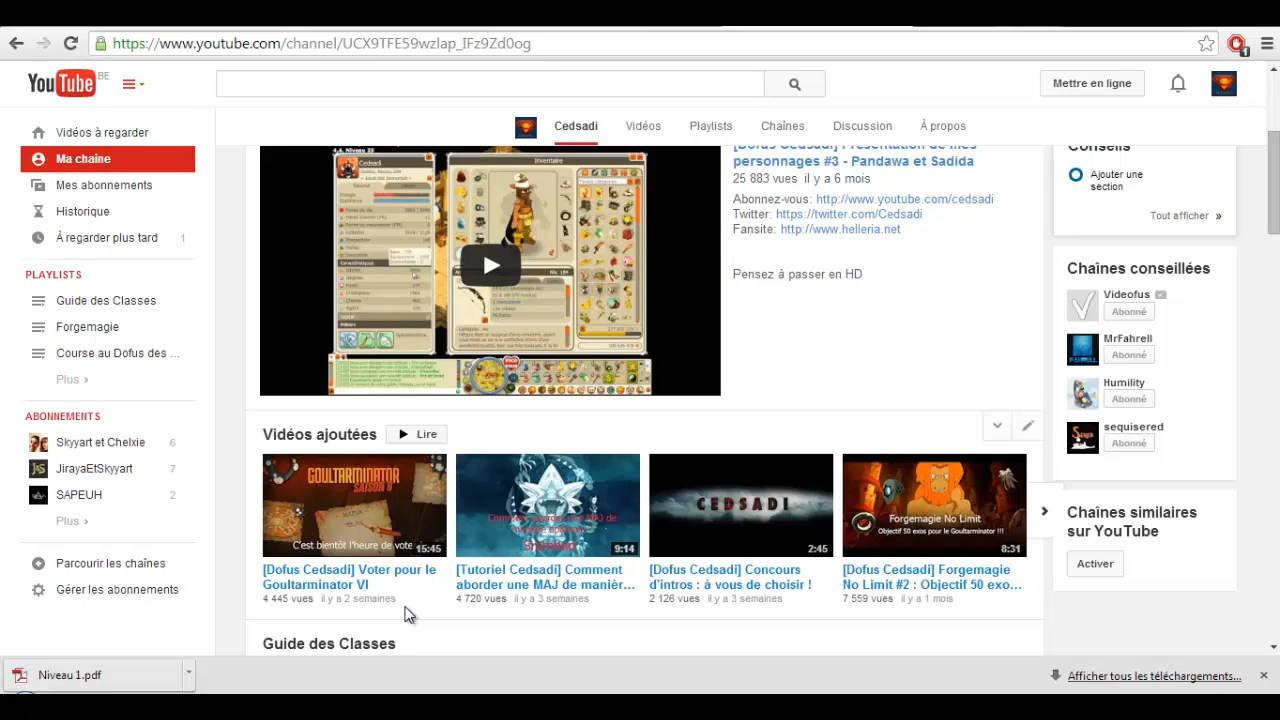 https://www.youtube.com/channel/UCX9TFE59wzlap_IFz9Zd0og
1
YouTube BE
Mettre en ligne
Cedsadi
Vidéos
Playlists
Chaînes
Discussion
À propos
Vidéos à regarder
Ma chaîne
Mes abonnements
Historique
À regarder plus tard 1
PLAYLISTS
Guide des Classes
Forgemagie
Course au Dofus des ...
Plus ›
ABONNEMENTS
Skyyart et Chelxie 6
JirayaEtSkyyart 7
SAPEUH 2
Plus ›
Parcourir les chaînes
Gérer les abonnements
Cedsadi
Inventaire
[Dofus Cedsadi] Présentation de mes
personnages #3 - Pandawa et Sadida
25 883 vues il y a 6 mois
Abonnez-vous: http://www.youtube.com/cedsadi
Twitter: https://twitter.com/Cedsadi
Fansite: http://www.helleria.net
Pensez à passer en HD
Vidéos ajoutées
Lire
GOULTARMINATOR
SAISON 6
C'est bientôt l'heure de vote
15:45
[Dofus Cedsadi] Voter pour le
Goultarminator VI
4 445 vues il y a 2 semaines
9:14
[Tutoriel Cedsadi] Comment
aborder une MAJ de manièr...
4 720 vues il y a 3 semaines
CEDSADI
2:45
[Dofus Cedsadi] Concours
d'intros : à vous de choisir !
2 126 vues il y a 3 semaines
Forgemagie No Limit
Objectif 50 exos pour le Goultarminator !!!
8:31
[Dofus Cedsadi] Forgemagie
No Limit #2 : Objectif 50 exo...
7 559 vues il y a 1 mois
Guide des Classes
Conseils
Ajouter une
section
Tout afficher »
Chaînes conseillées
Videofus
Abonné
MrFahrell
Abonné
Humility
Abonné
sequisered
Abonné
Chaînes similaires
sur YouTube
Activer
Niveau 1.pdf
Afficher tous les téléchargements...